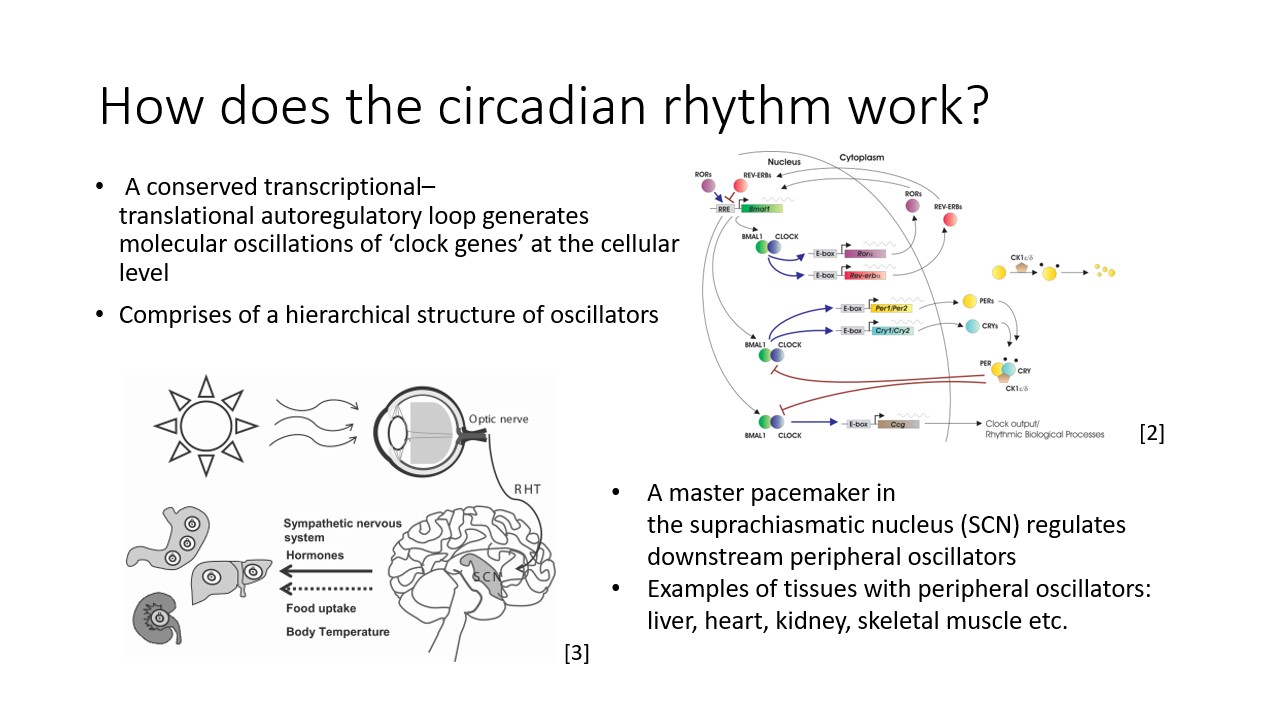 How does the circadian rhythm work?
• A conserved transcriptional–
translational autoregulatory loop generates
molecular oscillations of ‘clock genes’ at the cellular
level
• Comprises of a hierarchical structure of oscillators
Nucleus
Cytoplasm
RORs
REV-ERBs
RRE
Bmal1
RORs
REV-ERBs
BMAL1 CLOCK
E-box
Rorα
E-box
Rev-erbα
CK1ε/δ
E-box
Per1/Per2
PERs
E-box
Cry1/Cry2
CRYs
BMAL1 CLOCK
PER
CRY
CK1ε/δ
BMAL1 CLOCK
E-box
Ccg
Clock output/
Rhythmic Biological Processes
[2]
Optic nerve
RHT
SCN
Sympathetic nervous
system
Hormones
Food uptake
Body Temperature
[3]
• A master pacemaker in
the suprachiasmatic nucleus (SCN) regulates
downstream peripheral oscillators
• Examples of tissues with peripheral oscillators:
liver, heart, kidney, skeletal muscle etc.